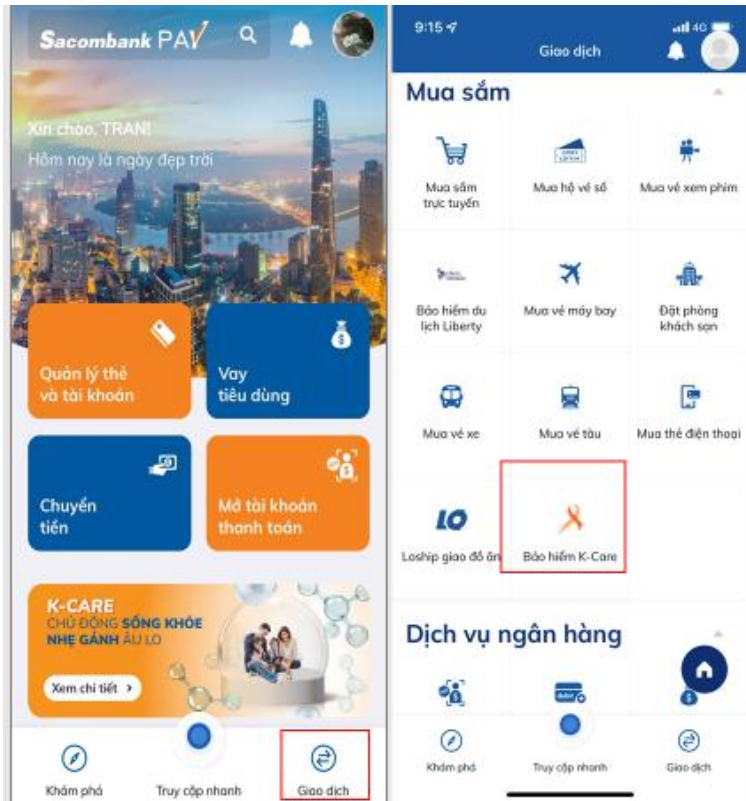 Sacombank PAY
Xin chào, TRAN!
Hôm nay là ngày đẹp trời
Quản lý thẻ
và tài khoản
Vay
tiêu dùng
Chuyển
tiền
Mở tài khoản
thanh toán
K-CARE
CHỦ ĐỘNG SỐNG KHỎE
NHẸ GÁNH ÂU LO
Xem chi tiết
Khám phá
Truy cập nhanh
Giao dịch
9:15
4G
Giao dịch
Mua sắm
Mua sắm
trực tuyến
Mua hộ vé số
Mua vé xem phim
Bảo hiểm du
lịch Liberty
Mua vé máy bay
Đặt phòng
khách sạn
Mua vé xe
Mua vé tàu
Mua thẻ điện thoại
LO
Loship giao đồ ăn
Bảo hiểm K-Care
Dịch vụ ngân hàng
Khám phá
Truy cập nhanh
Giao dịch